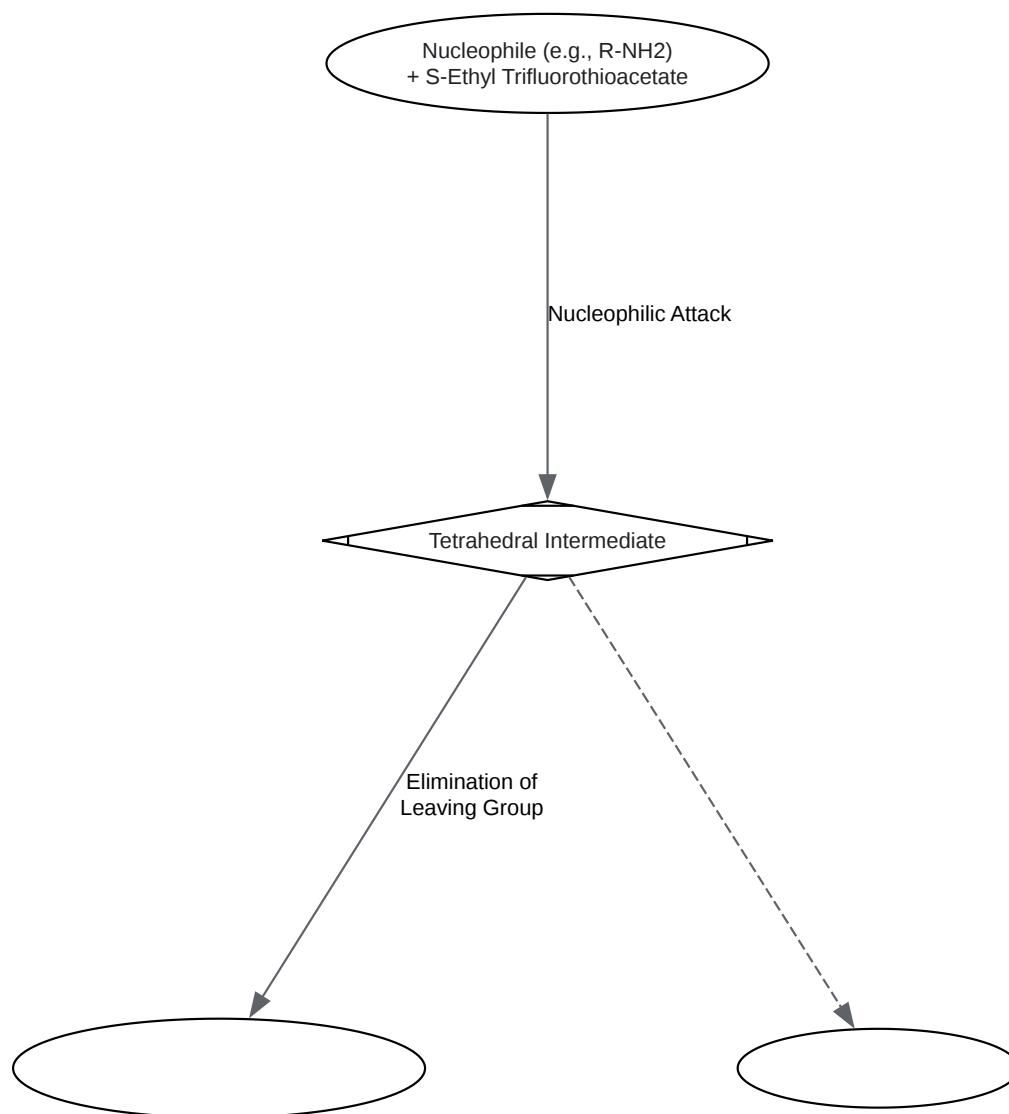 Nucleophile (e.g., R-NH2)
+ S-Ethyl Trifluorothioacetate
Nucleophilic Attack
Tetrahedral Intermediate
Elimination of
Leaving Group